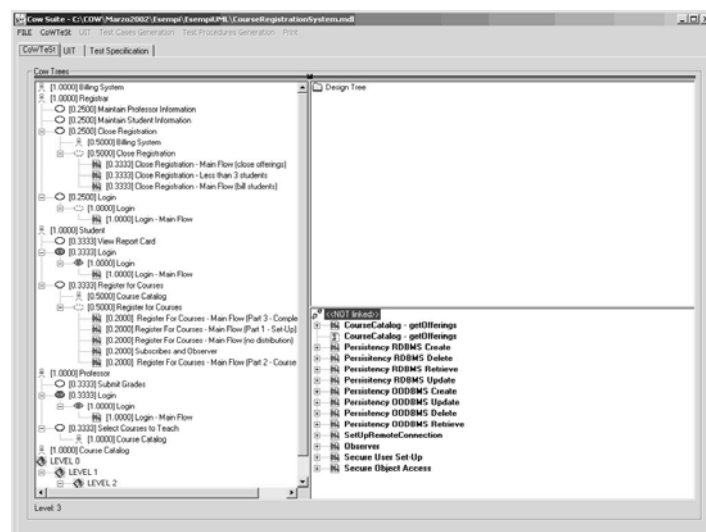 Cow Suite - C:\COW\Marzo2002\Esempi\EsempiUML\CourseRegistrationSystem.mdl
FILE CoWTeSt UIT Test Cases Generation Test Procedures Generation Print
CoWTeSt UIT Test Specification
Cow Trees
[1.0000] Billing System
[1.0000] Registrar
[0.2500] Maintain Professor Information
[0.2500] Maintain Student Information
[0.2500] Close Registration
[0.5000] Billing System
[0.5000] Close Registration
[0.3333] Close Registration - Main Flow (close offerings)
[0.3333] Close Registration - Less than 3 students
[0.3333] Close Registration - Main Flow (bill students)
[0.2500] Login
[1.0000] Login
[1.0000] Login - Main Flow
[1.0000] Student
[0.3333] View Report Card
[0.3333] Login
[1.0000] Login
[1.0000] Login - Main Flow
[0.3333] Register for Courses
[0.5000] Course Catalog
[0.5000] Register for Courses
[0.2000] Register For Courses - Main Flow (Part 3 - Comple
[0.2000] Register For Courses - Main Flow (Part 1 - Set-Up)
[0.2000] Register For Courses - Main Flow (no distribution)
[0.2000] Subscribes and Observer
[0.2000] Register For Courses - Main Flow (Part 2 - Course
[1.0000] Professor
[0.3333] Submit Grades
[0.3333] Login
[1.0000] Login
[1.0000] Login - Main Flow
[0.3333] Select Courses to Teach
[1.0000] Course Catalog
[1.0000] Course Catalog
LEVEL 0
LEVEL 1
LEVEL 2
Design Tree
<<NOT linked>>
CourseCatalog - getOfferings
CourseCatalog - getOfferings
Persistency RDBMS Create
Persisitency RDBMS Delete
Persistency RDBMS Retrieve
Persistency RDBMS Update
Persistency OODBMS Create
Persistency OODBMS Update
Persistency OODBMS Delete
Persistency OODBMS Retrieve
SetUpRemoteConnection
Observer
Secure User Set-Up
Secure Object Access
Level: 3